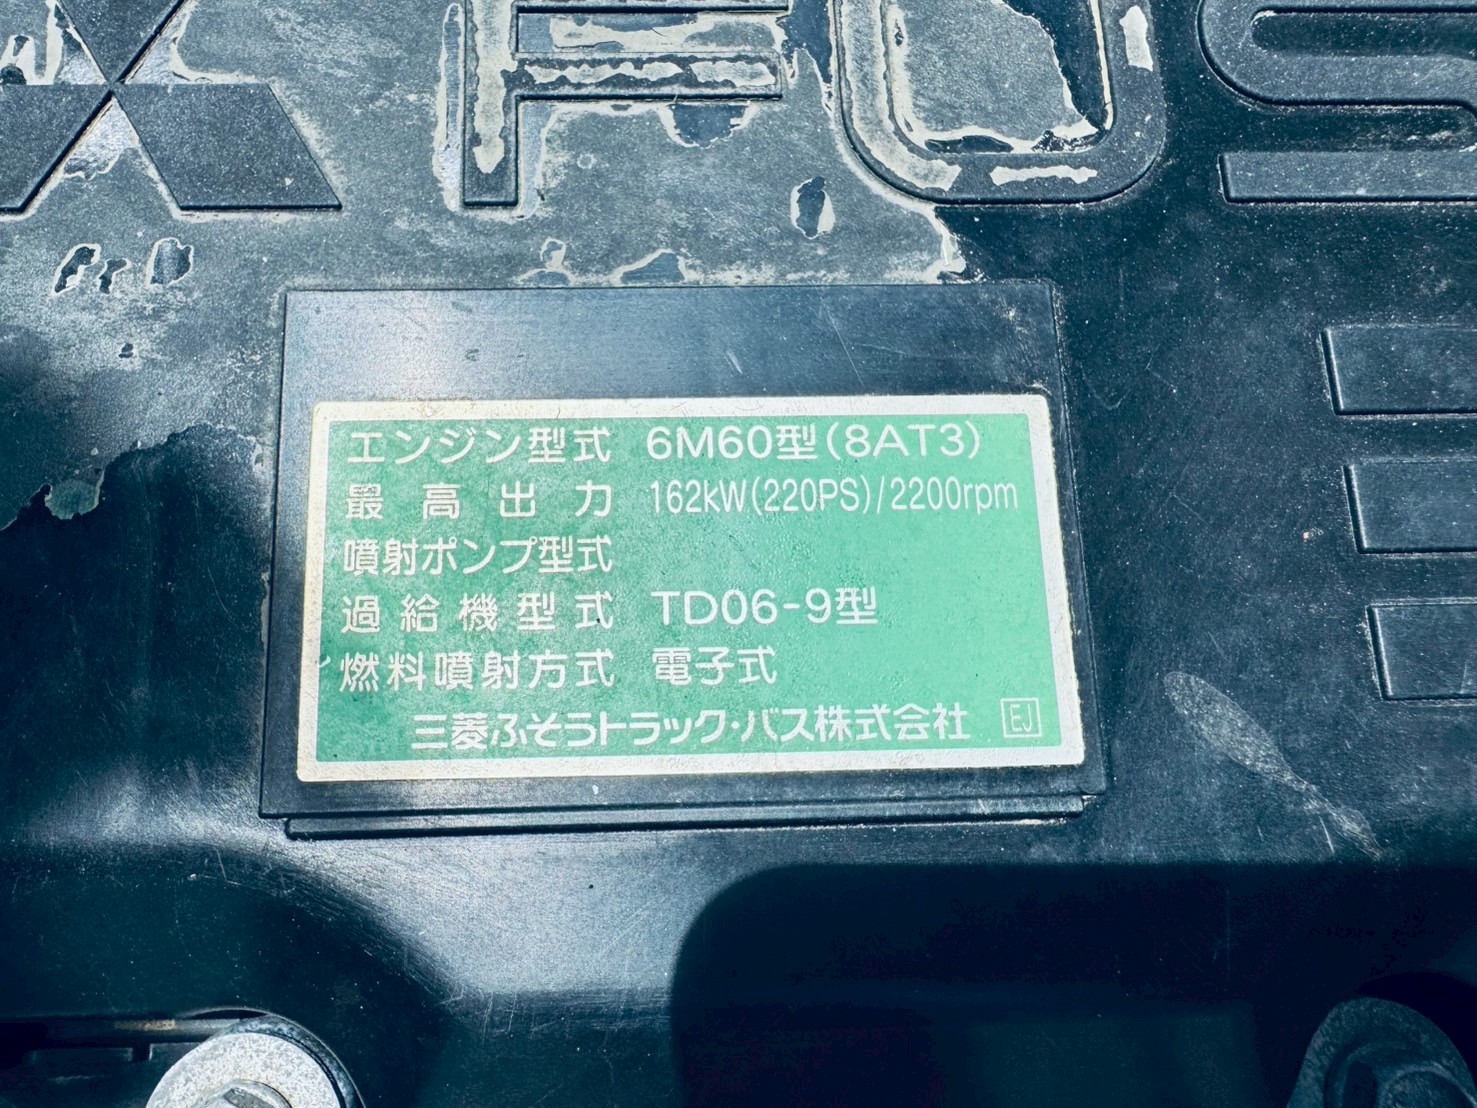 FUS
エンジン型式 6M60型(8AT3)
最高出力 162kW(220PS)/2200rpm
噴射ポンプ型式
過給機型式 TD06-9型
燃料噴射方式 電子式
三菱ふそうトラック・バス株式会社 EJ